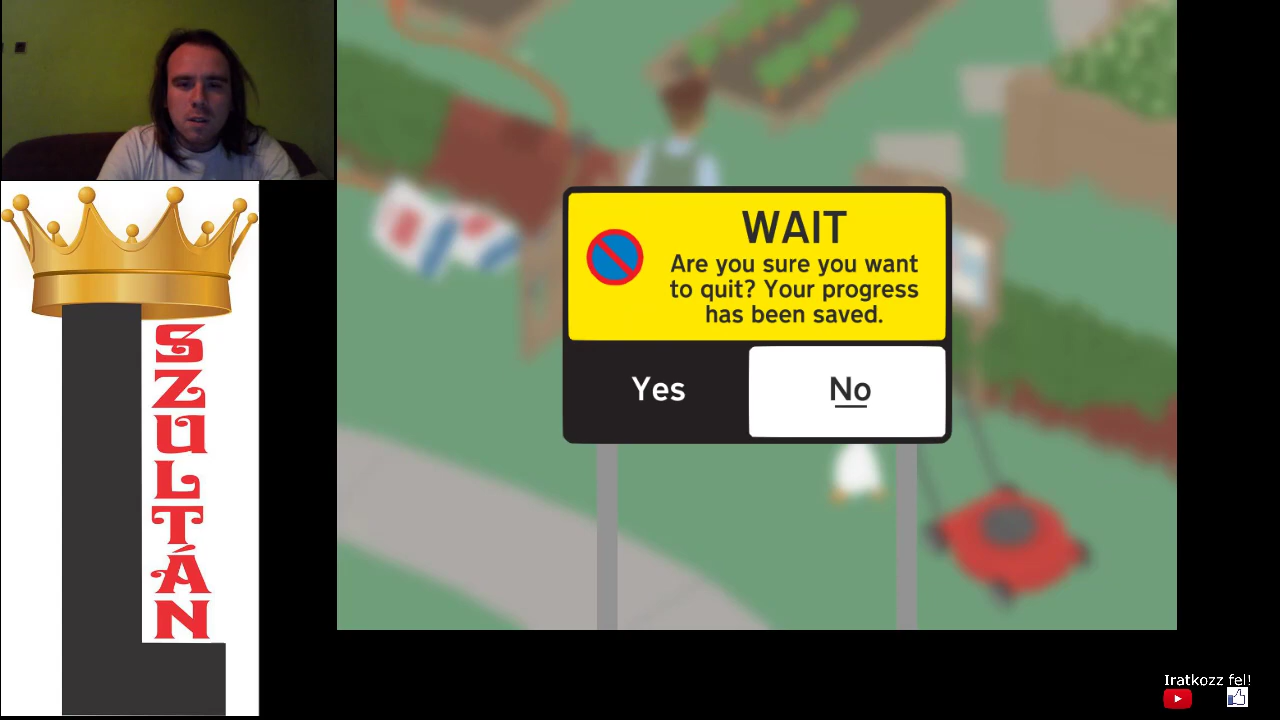 SZULTÁN
WAIT
Are you sure you want
to quit? Your progress
has been saved.
Yes
No
Iratkozz fel!